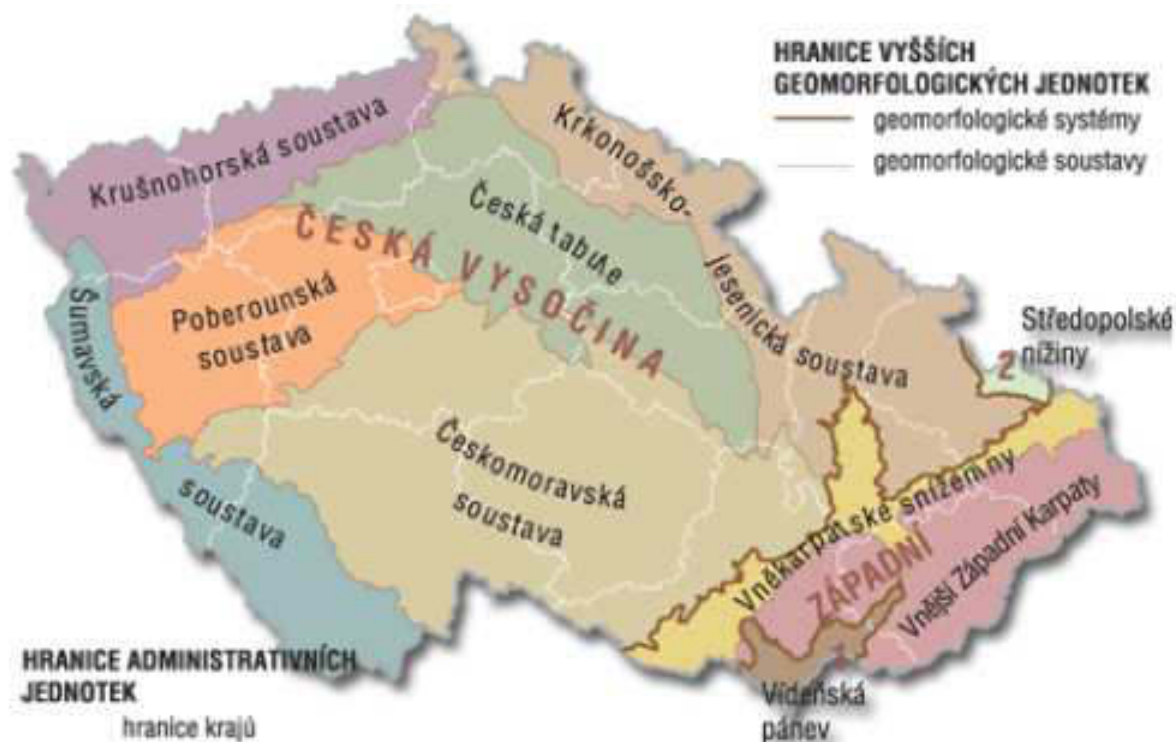 HRANICE VYŠŠÍCH
GEOMORFOLOGICKÝCH JEDNOTEK
geomorfologické systémy
geomorfologické soustavy
Krušnohorská soustava
Krkonošsko-
jesenická soustava
Česká tabule
ČESKÁ VYSOČINA
Poberounská
soustava
Šumavská
soustava
Českomoravská
soustava
Středopolské
nížiny
2
Vněkarpatské sníženiny
ZÁPADNÍ
Vnější Západní Karpaty
1
Vídeňská
pánev
HRANICE ADMINISTRATIVNÍCH
JEDNOTEK
hranice krajů